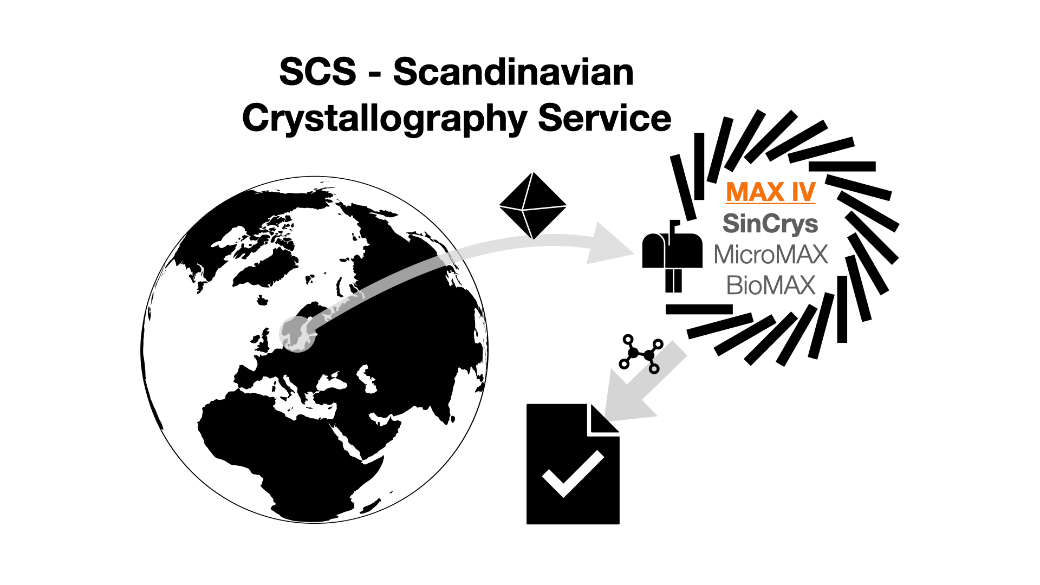 SCS - Scandinavian
Crystallography Service
MAX IV
SinCrys
MicroMAX
BioMAX